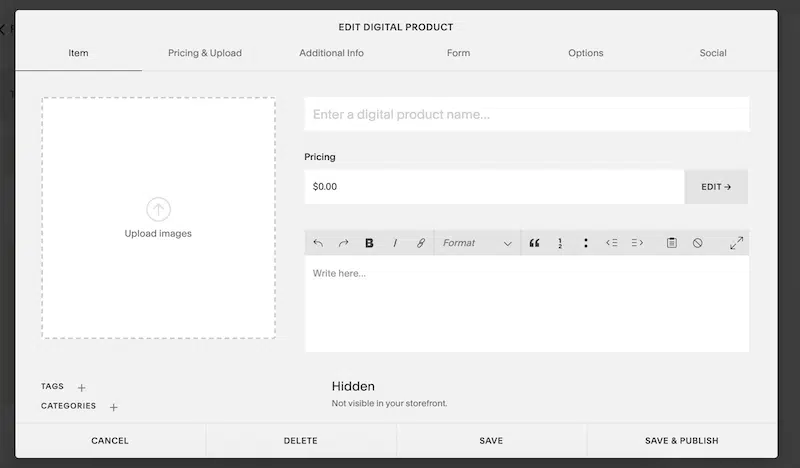 EDIT DIGITAL PRODUCT
Item Pricing & Upload Additional Info Form Options Social
Enter a digital product name...
Pricing
$0.00 EDIT →
Upload images
B I Format
Write here...
TAGS +
CATEGORIES +
Hidden
Not visible in your storefront.
CANCEL DELETE SAVE SAVE & PUBLISH